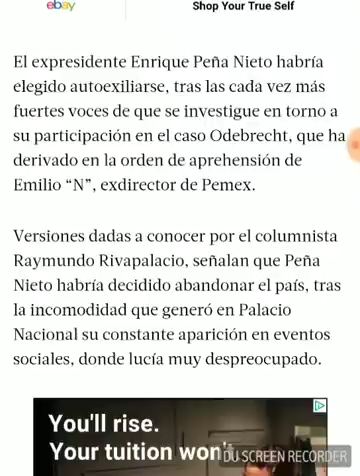 ebay
Shop Your True Self
El expresidente Enrique Peña Nieto habría
elegido autoexiliarse, tras las cada vez más
fuertes voces de que se investigue en torno a
su participación en el caso Odebrecht, que ha
derivado en la orden de aprehensión de
Emilio “N”, exdirector de Pemex.
Versiones dadas a conocer por el columnista
Raymundo Rivapalacio, señalan que Peña
Nieto habría decidido abandonar el país, tras
la incomodidad que generó en Palacio
Nacional su constante aparición en eventos
sociales, donde lucía muy despreocupado.
You'll rise.
Your tuition won't
DU SCREEN RECORDER